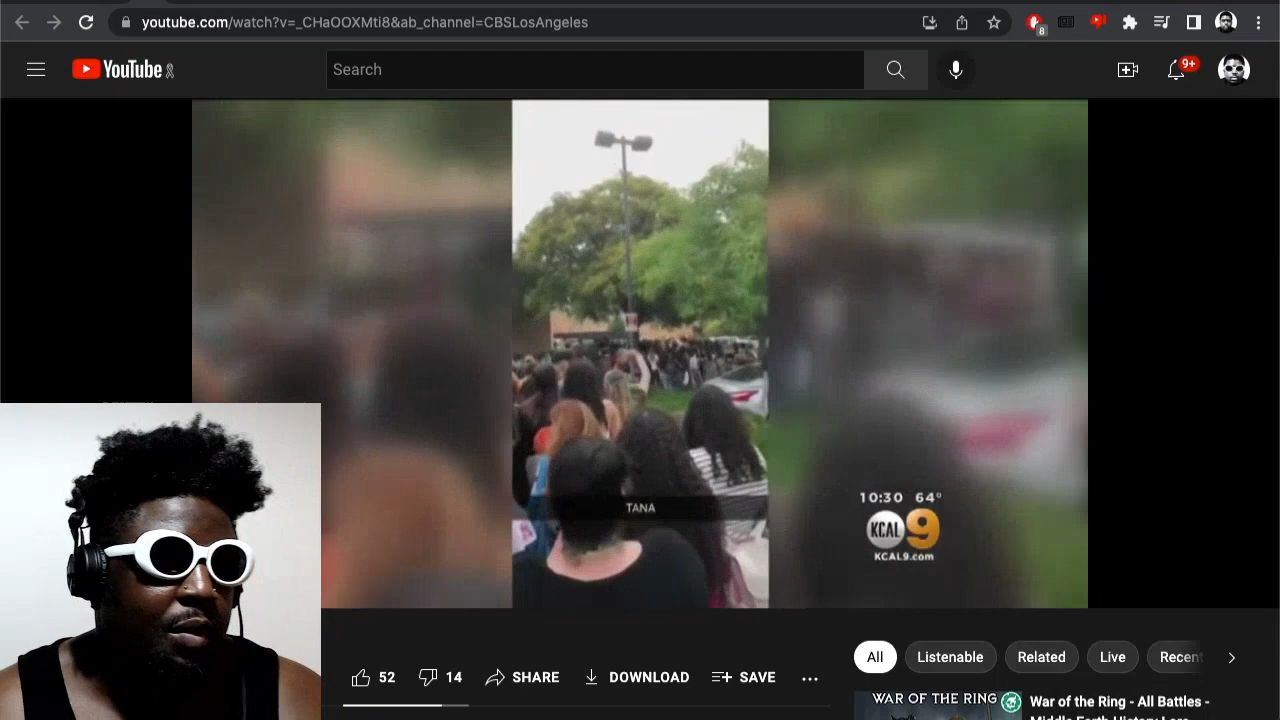 youtube.com/watch?v=_CHaOOXMti8&ab_channel=CBSLosAngeles
8
YouTube
Search
9+
TANA
10:30 64°
KCAL 9
KCAL9.com
52
14
SHARE
DOWNLOAD
SAVE
All
Listenable
Related
Live
Recent
WAR OF THE RING
War of the Ring - All Battles -